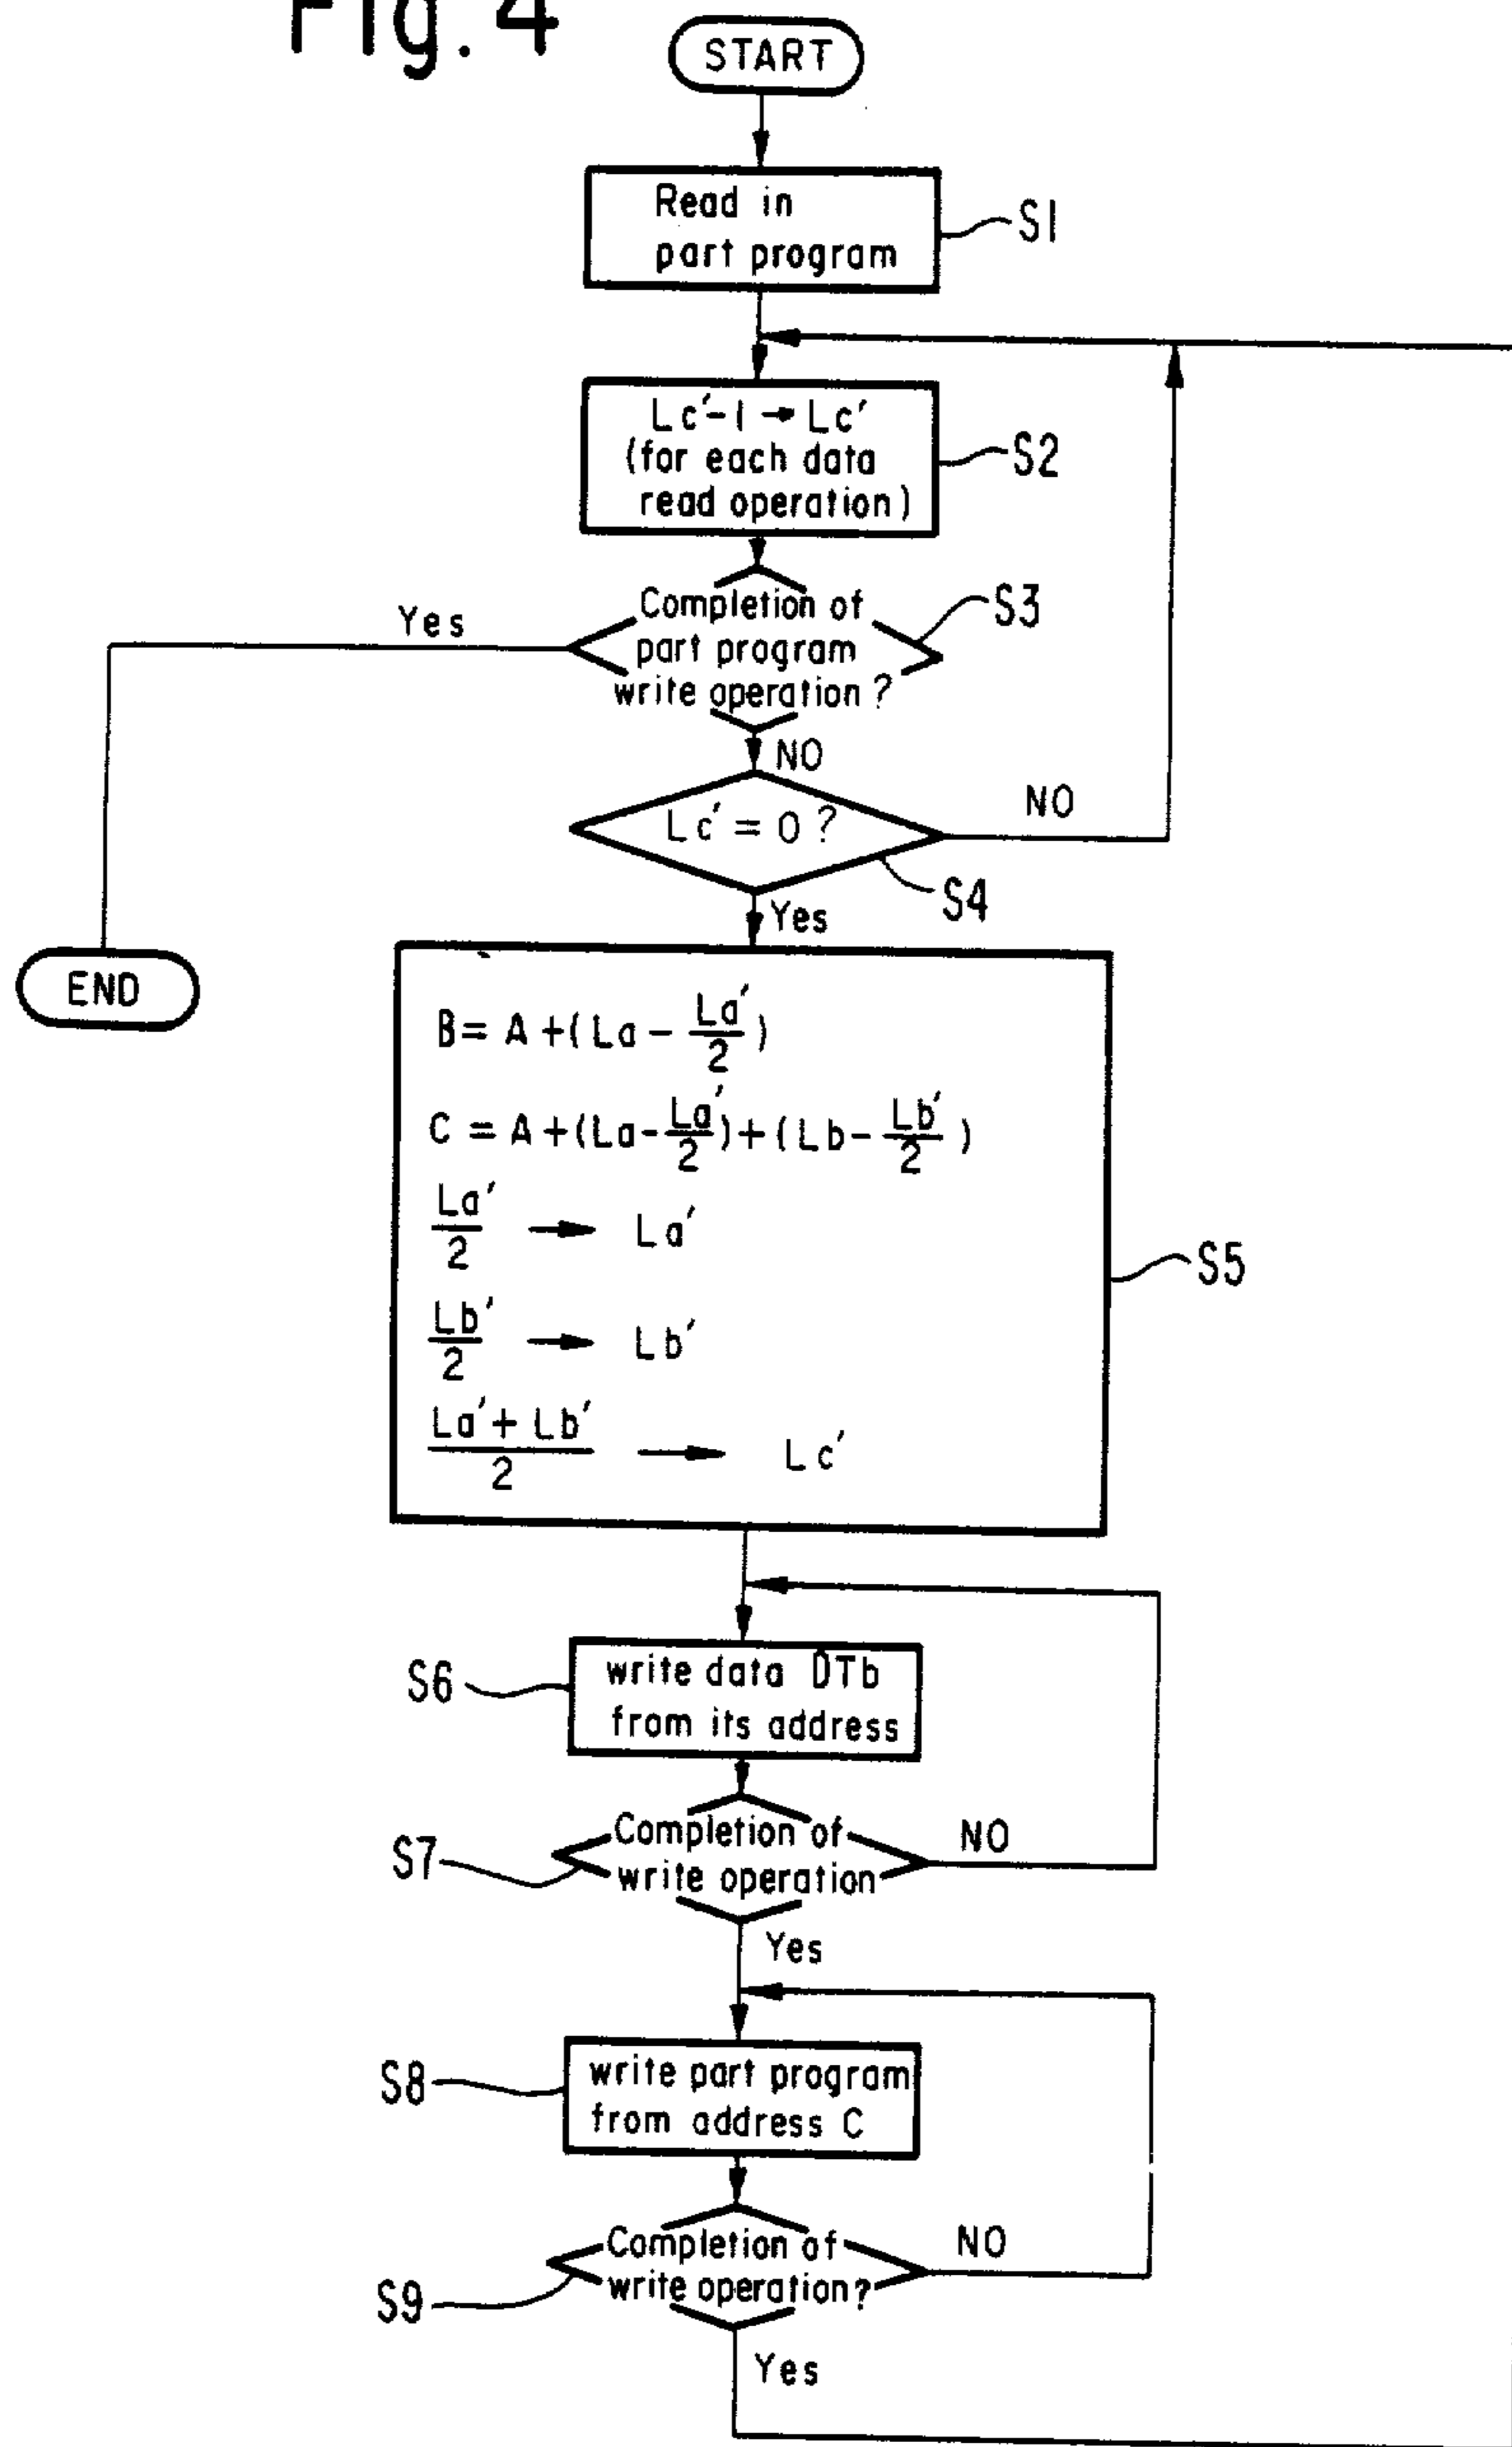 Fig. 4
START
Read in
part program
S1
Lc′-1 → Lc′
(for each data
read operation)
S2
Completion of
part program
write operation?
S3
Yes
NO
Lc′ = 0 ?
NO
S4
Yes
END
B = A + (La - La′/2)
C = A + (La - La′/2) + (Lb - Lb′/2)
La′/2 → La′
Lb′/2 → Lb′
(La′ + Lb′)/2 → Lc′
S5
S6
write data DTb
from its address
S7
Completion of
write operation
NO
Yes
S8
write part program
from address C
S9
Completion of
write operation?
NO
Yes